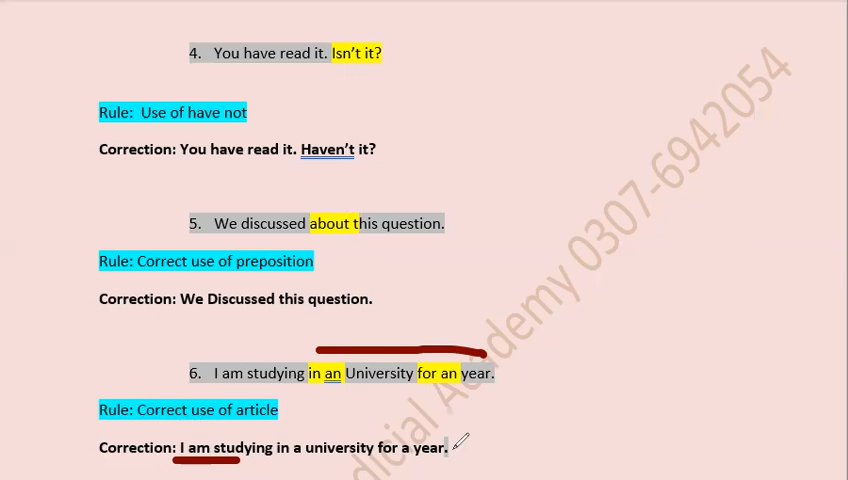 4. You have read it. Isn't it?
Rule:  Use of have not
Correction: You have read it. Haven't it?
5. We discussed about this question.
Rule: Correct use of preposition
Correction: We Discussed this question.
6. I am studying in an University for an year.
Rule: Correct use of article
Correction: I am studying in a university for a year.
dicial Academy 0307-6942054